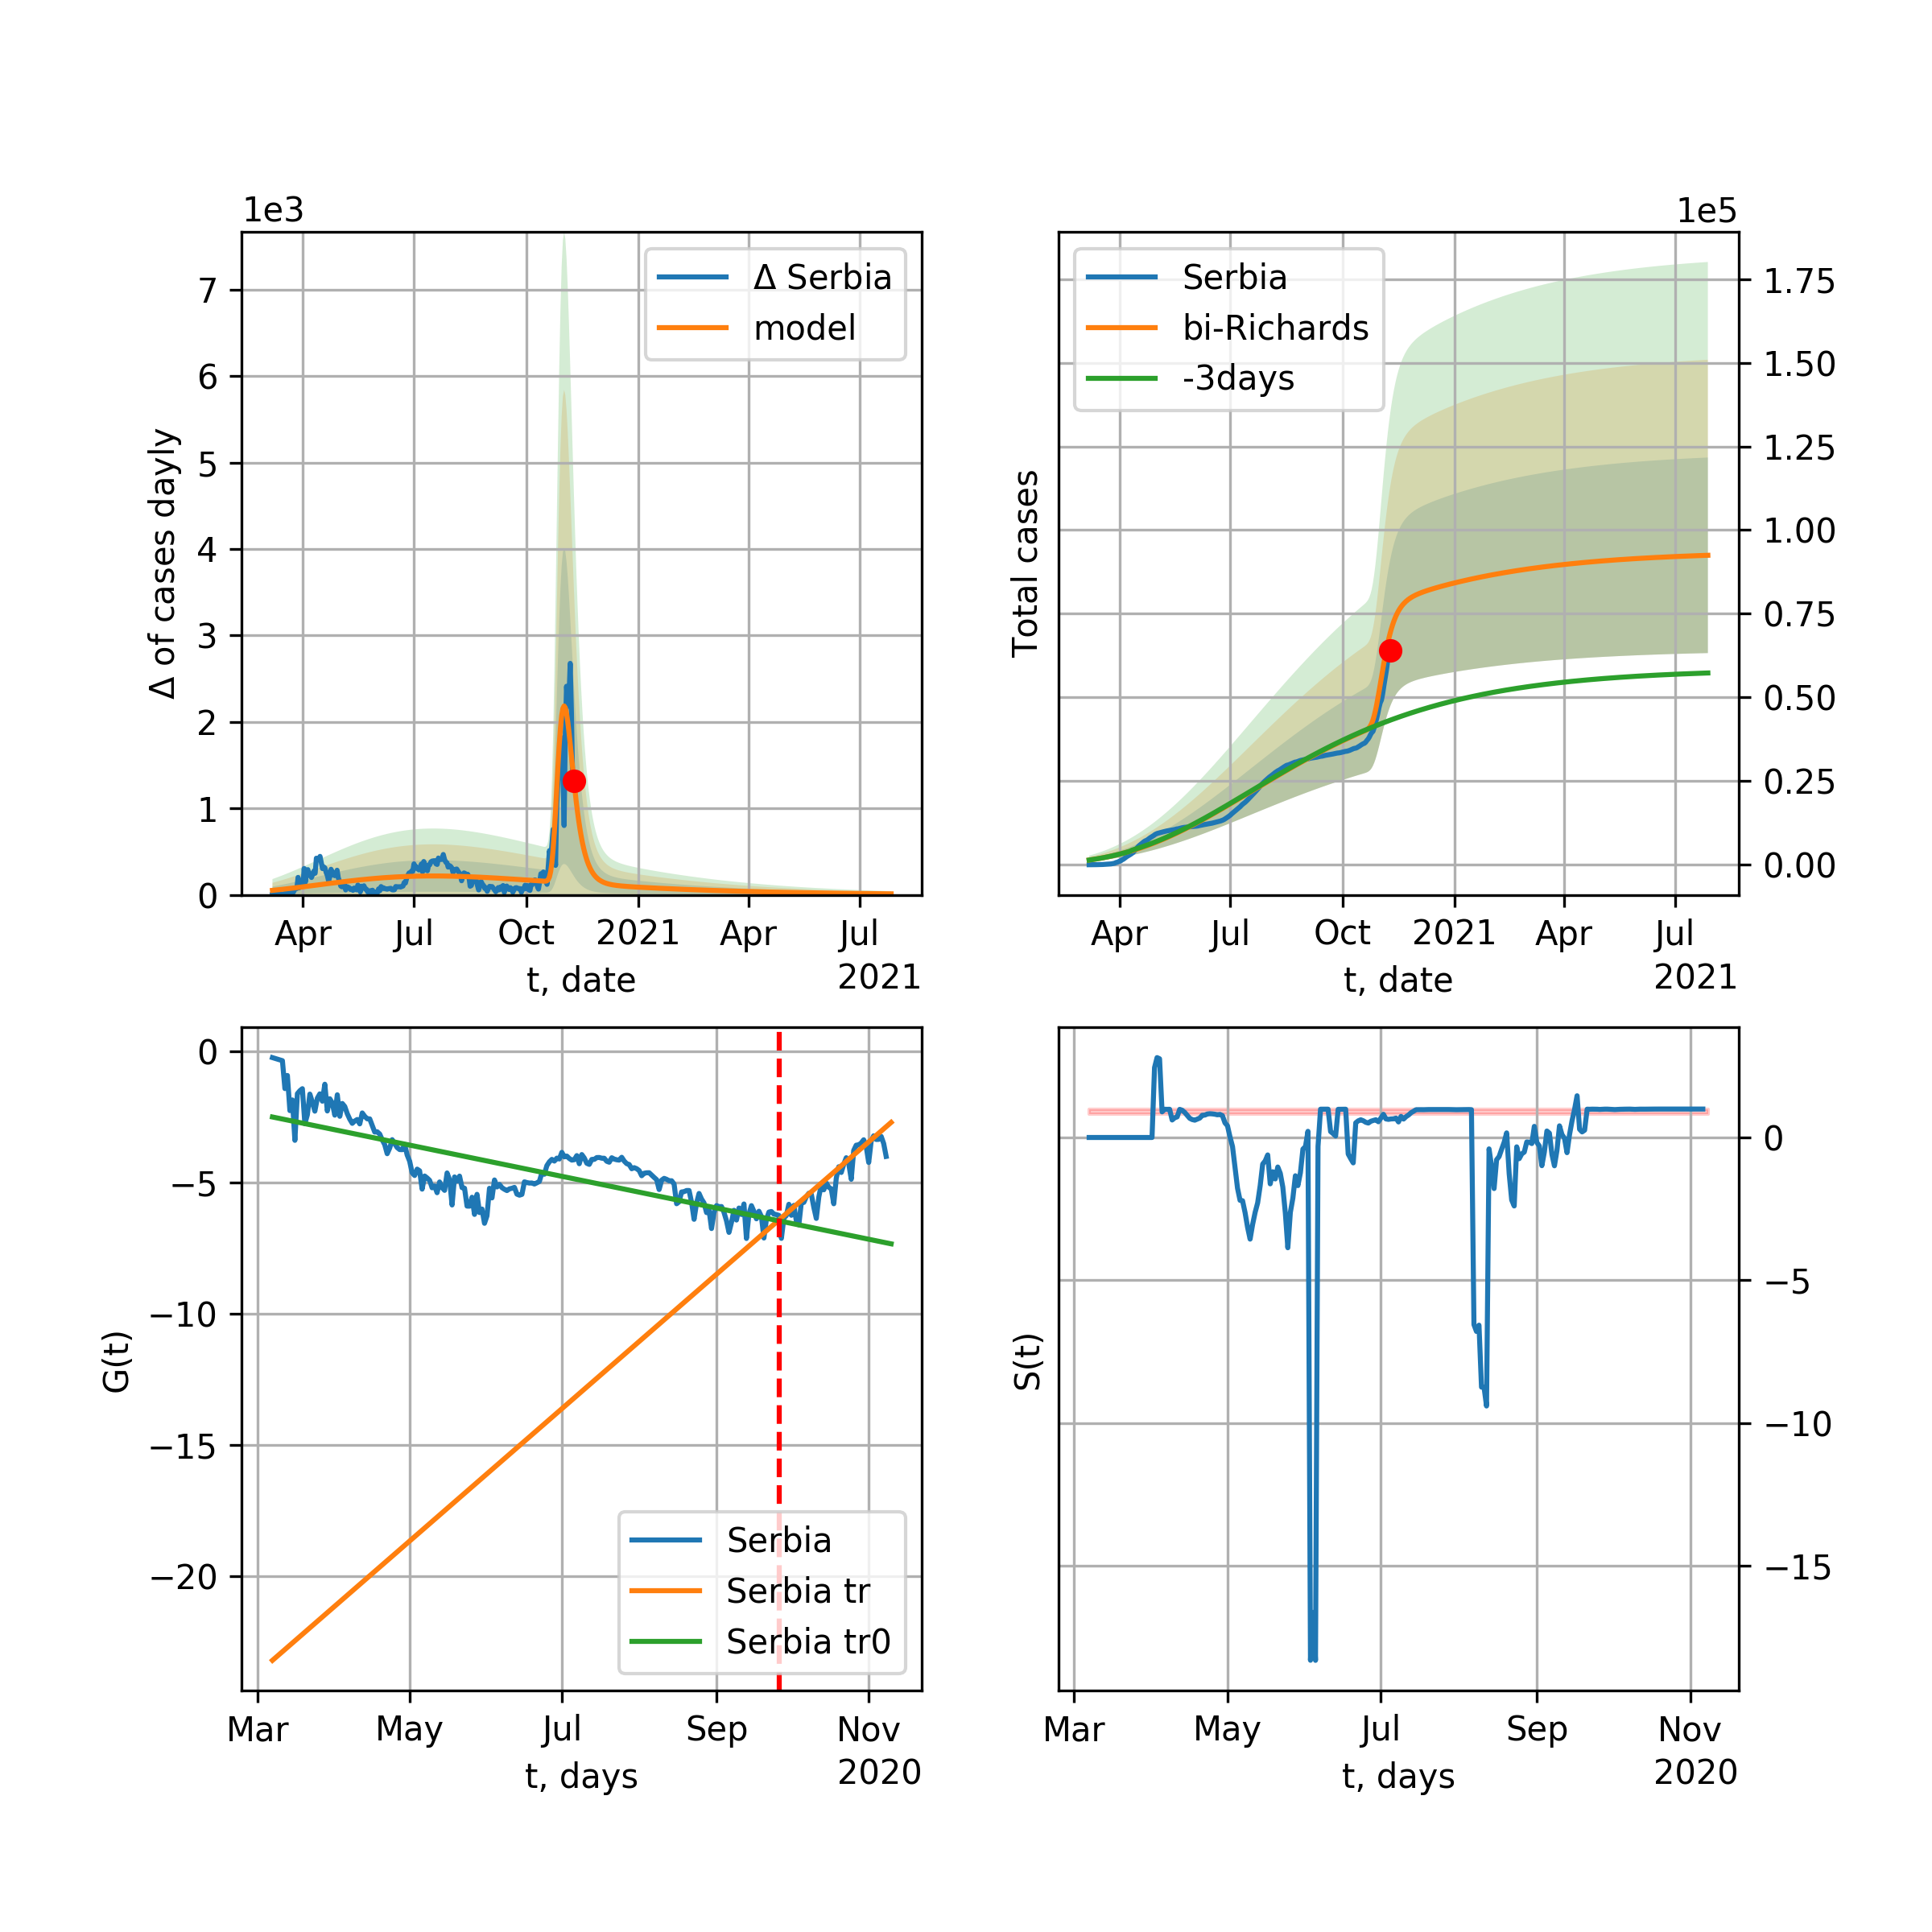 1e3
Δ of cases dayly
7
6
5
4
3
2
1
0
Δ Serbia
model
Apr Jul Oct 2021 Apr Jul
2021
t, date
1e5
Total cases
Serbia
bi-Richards
-3days
1.75
1.50
1.25
1.00
0.75
0.50
0.25
0.00
Apr Jul Oct 2021 Apr Jul
2021
t, date
G(t)
0
−5
−10
−15
−20
Serbia
Serbia tr
Serbia tr0
Mar May Jul Sep Nov
2020
t, days
S(t)
0
−5
−10
−15
Mar May Jul Sep Nov
2020
t, days